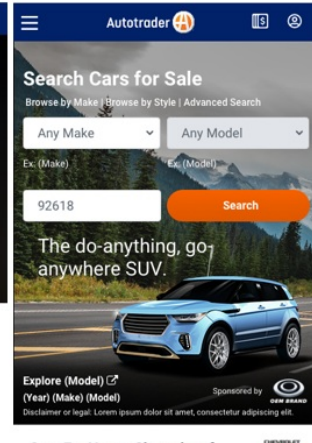 Autotrader
Search Cars for Sale
Browse by Make | Browse by Style | Advanced Search
Any Make
Any Model
Ex: (Make)
Ex: (Model)
92618
Search
The do-anything, go-
anywhere SUV.
Explore (Model)
(Year) (Make) (Model)
Sponsored by
OEM BRAND
Disclaimer or legal: Lorem ipsum dolor sit amet, consectetur adipiscing elit.
CHEVROLET